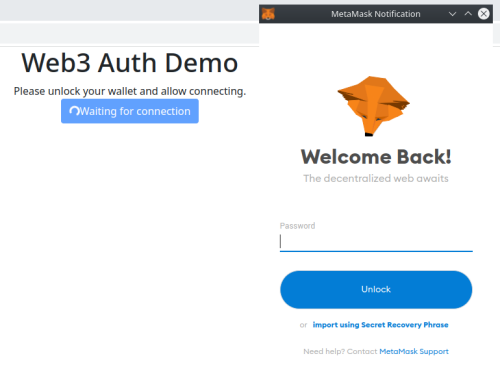 Web3 Auth Demo
Please unlock your wallet and allow connecting.
Waiting for connection
MetaMask Notification
Welcome Back!
The decentralized web awaits
Password
Unlock
or import using Secret Recovery Phrase
Need help? Contact MetaMask Support